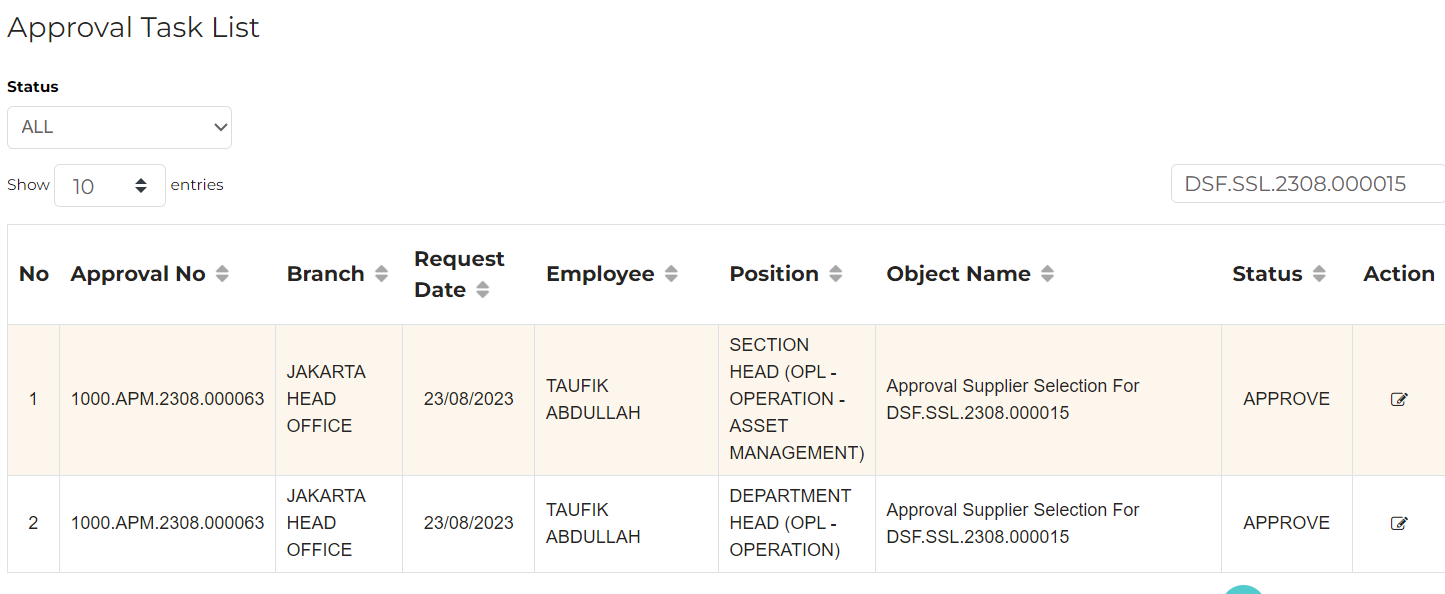 Approval Task List
Status
ALL
Show 10 entries
DSF.SSL.2308.000015
No Approval No Branch Request Date Employee Position Object Name Status Action
1 1000.APM.2308.000063 JAKARTA HEAD OFFICE 23/08/2023 TAUFIK ABDULLAH SECTION HEAD (OPL - OPERATION - ASSET MANAGEMENT) Approval Supplier Selection For DSF.SSL.2308.000015 APPROVE
2 1000.APM.2308.000063 JAKARTA HEAD OFFICE 23/08/2023 TAUFIK ABDULLAH DEPARTMENT HEAD (OPL - OPERATION) Approval Supplier Selection For DSF.SSL.2308.000015 APPROVE